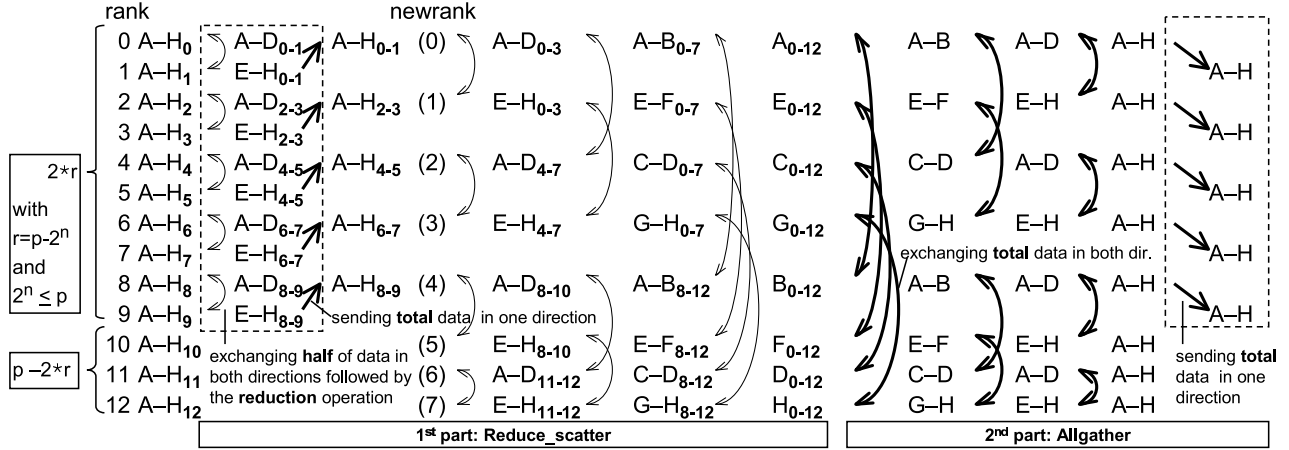 rank newrank
0 A–H0 A–D0-1 A–H0-1 (0) A–D0-3 A–B0-7 A0-12 A–B A–D A–H
1 A–H1 E–H0-1 A–H
2 A–H2 A–D2-3 A–H2-3 (1) E–H0-3 E–F0-7 E0-12 E–F E–H A–H
3 A–H3 E–H2-3 A–H
4 A–H4 A–D4-5 A–H4-5 (2) A–D4-7 C–D0-7 C0-12 C–D A–D A–H
5 A–H5 E–H4-5 A–H
6 A–H6 A–D6-7 A–H6-7 (3) E–H4-7 G–H0-7 G0-12 G–H E–H A–H
7 A–H7 E–H6-7 A–H
8 A–H8 A–D8-9 A–H8-9 (4) A–D8-10 A–B8-12 B0-12 A–B A–D A–H
9 A–H9 E–H8-9 A–H
10 A–H10 (5) E–H8-10 E–F8-12 F0-12 E–F E–H A–H
11 A–H11 (6) A–D11-12 C–D8-12 D0-12 C–D A–D A–H
12 A–H12 (7) E–H11-12 G–H8-12 H0-12 G–H E–H A–H
2*r
with
r=p-2n
and
2n ≤ p
p –2*r
exchanging total data in both dir.
sending total data in one direction
exchanging half of data in
both directions followed by
the reduction operation
sending total
data in one
direction
1st part: Reduce_scatter
2nd part: Allgather